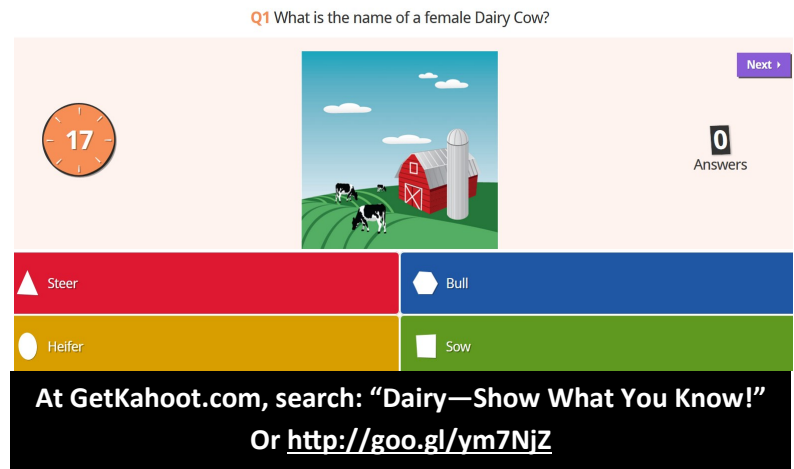 Q1 What is the name of a female Dairy Cow?
Next
17
0
Answers
Steer
Bull
Heifer
Sow
At GetKahoot.com, search: “Dairy—Show What You Know!”
Or http://goo.gl/ym7NjZ